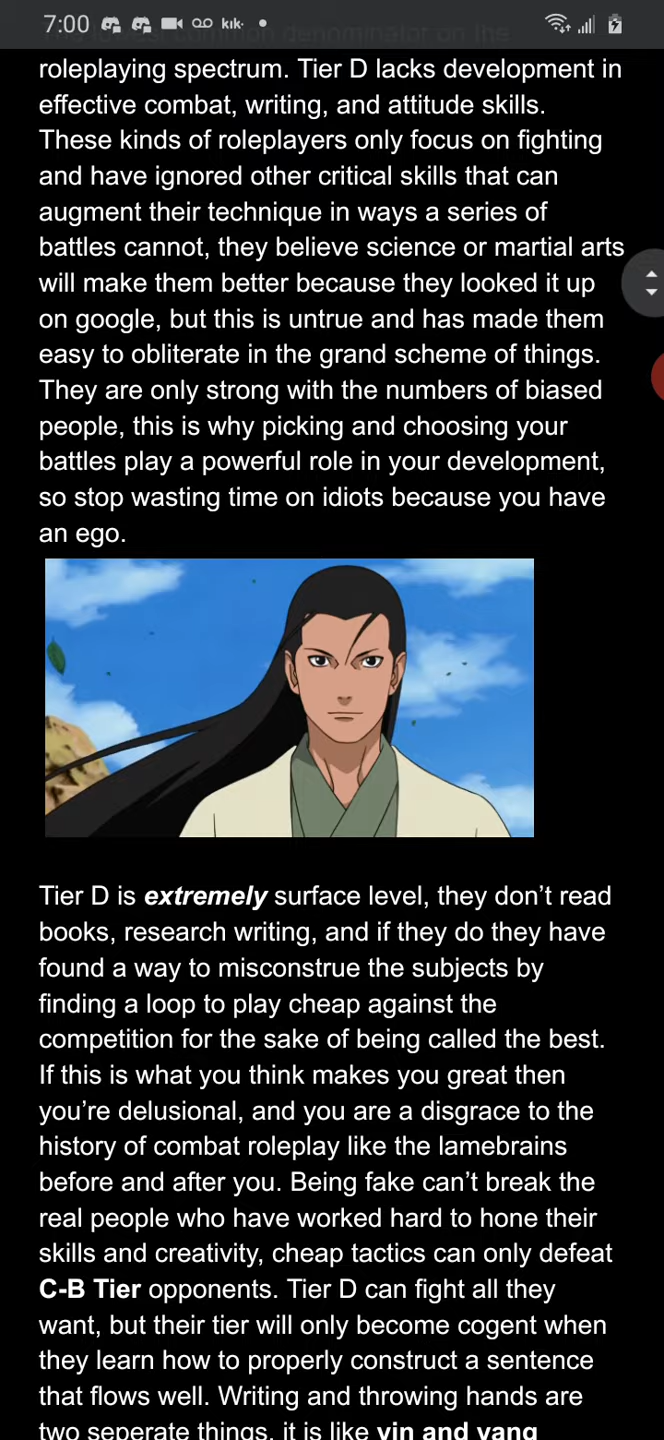 7:00 kik·
common denominator on the
roleplaying spectrum. Tier D lacks development in
effective combat, writing, and attitude skills.
These kinds of roleplayers only focus on fighting
and have ignored other critical skills that can
augment their technique in ways a series of
battles cannot, they believe science or martial arts
will make them better because they looked it up
on google, but this is untrue and has made them
easy to obliterate in the grand scheme of things.
They are only strong with the numbers of biased
people, this is why picking and choosing your
battles play a powerful role in your development,
so stop wasting time on idiots because you have
an ego.
Tier D is extremely surface level, they don’t read
books, research writing, and if they do they have
found a way to misconstrue the subjects by
finding a loop to play cheap against the
competition for the sake of being called the best.
If this is what you think makes you great then
you’re delusional, and you are a disgrace to the
history of combat roleplay like the lamebrains
before and after you. Being fake can’t break the
real people who have worked hard to hone their
skills and creativity, cheap tactics can only defeat
C-B Tier opponents. Tier D can fight all they
want, but their tier will only become cogent when
they learn how to properly construct a sentence
that flows well. Writing and throwing hands are
two seperate things, it is like yin and yang